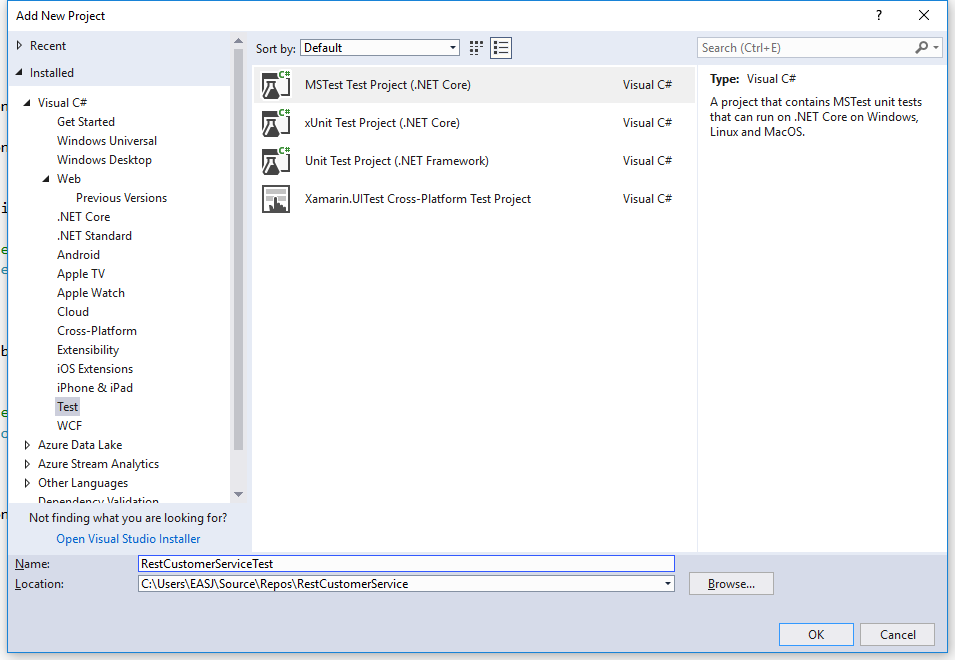 Add New Project
?
Recent
Installed
Visual C#
Get Started
Windows Universal
Windows Desktop
Web
Previous Versions
.NET Core
.NET Standard
Android
Apple TV
Apple Watch
Cloud
Cross-Platform
Extensibility
iOS Extensions
iPhone & iPad
Test
WCF
Azure Data Lake
Azure Stream Analytics
Other Languages
Dependency Validation
Not finding what you are looking for?
Open Visual Studio Installer
Sort by: Default
C# MSTest Test Project (.NET Core) Visual C#
C# xUnit Test Project (.NET Core) Visual C#
C# Unit Test Project (.NET Framework) Visual C#
Xamarin.UITest Cross-Platform Test Project Visual C#
Search (Ctrl+E)
Type: Visual C#
A project that contains MSTest unit tests
that can run on .NET Core on Windows,
Linux and MacOS.
Name: RestCustomerServiceTest
Location: C:\Users\EASJ\Source\Repos\RestCustomerService
Browse...
OK Cancel